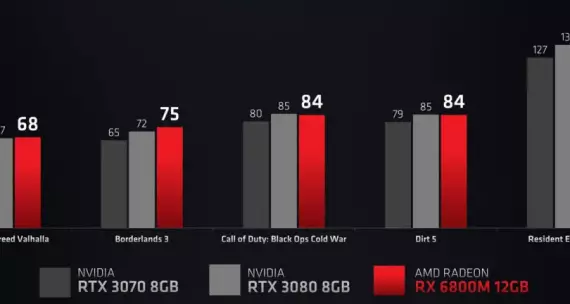 127
7
68
65
72
75
80
85
84
79
85
84
reed Valhalla
Borderlands 3
Call of Duty: Black Ops Cold War
Dirt 5
Resident E
NVIDIA
RTX 3070 8GB
NVIDIA
RTX 3080 8GB
AMD RADEON
RX 6800M 12GB